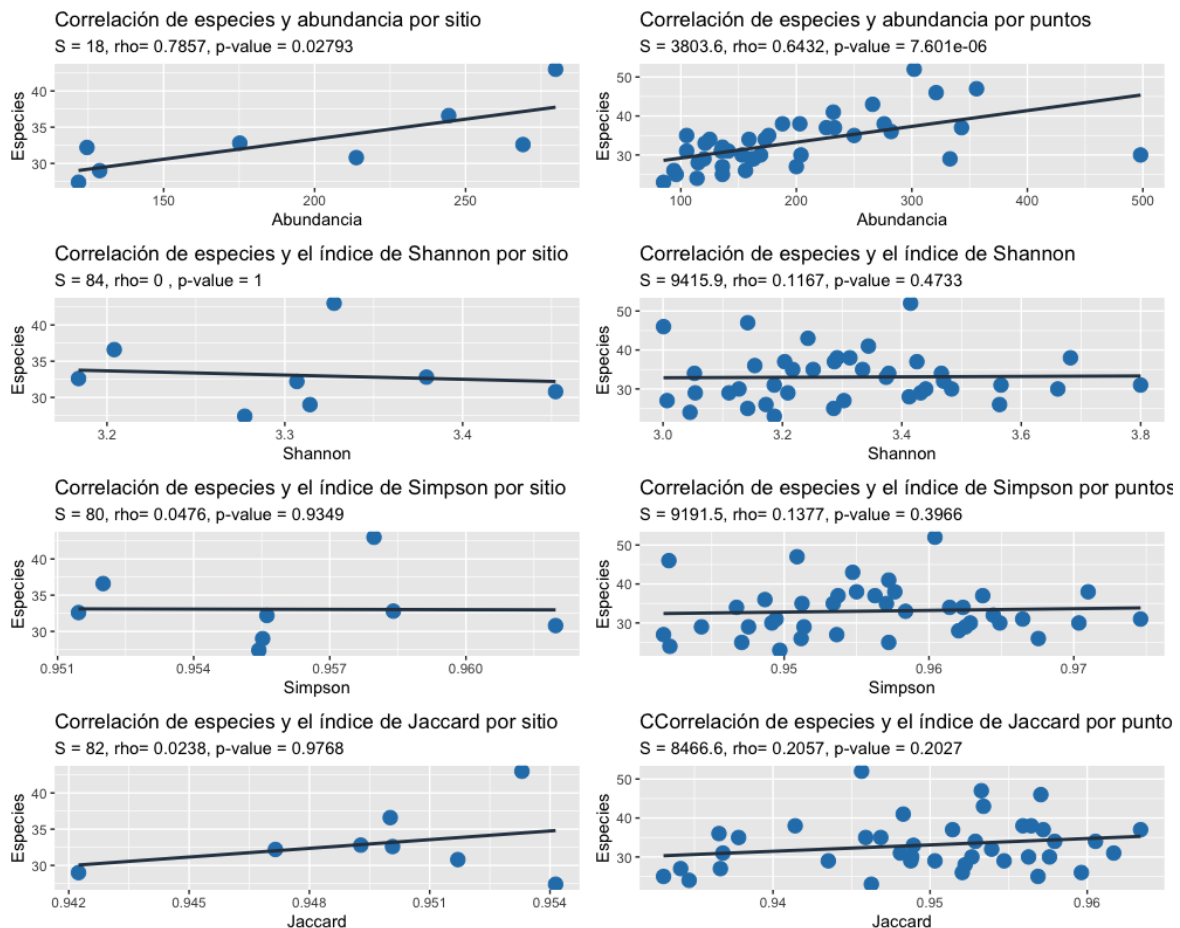 Correlación de especies y abundancia por sitio
S = 18, rho= 0.7857, p-value = 0.02793
Especies
40
35
30
150
200
250
Abundancia
Correlación de especies y abundancia por puntos
S = 3803.6, rho= 0.6432, p-value = 7.601e-06
Especies
50
40
30
100
200
300
400
500
Abundancia
Correlación de especies y el índice de Shannon por sitio
S = 84, rho= 0 , p-value = 1
Especies
40
35
30
3.2
3.3
3.4
Shannon
Correlación de especies y el índice de Shannon
S = 9415.9, rho= 0.1167, p-value = 0.4733
Especies
50
40
30
3.0
3.2
3.4
3.6
3.8
Shannon
Correlación de especies y el índice de Simpson por sitio
S = 80, rho= 0.0476, p-value = 0.9349
Especies
40
35
30
0.951
0.954
0.957
0.960
Simpson
Correlación de especies y el índice de Simpson por puntos
S = 9191.5, rho= 0.1377, p-value = 0.3966
Especies
50
40
30
0.95
0.96
0.97
Simpson
Correlación de especies y el índice de Jaccard por sitio
S = 82, rho= 0.0238, p-value = 0.9768
Especies
40
35
30
0.942
0.945
0.948
0.951
0.954
Jaccard
CCorrelación de especies y el índice de Jaccard por punto
S = 8466.6, rho= 0.2057, p-value = 0.2027
Especies
50
40
30
0.94
0.95
0.96
Jaccard